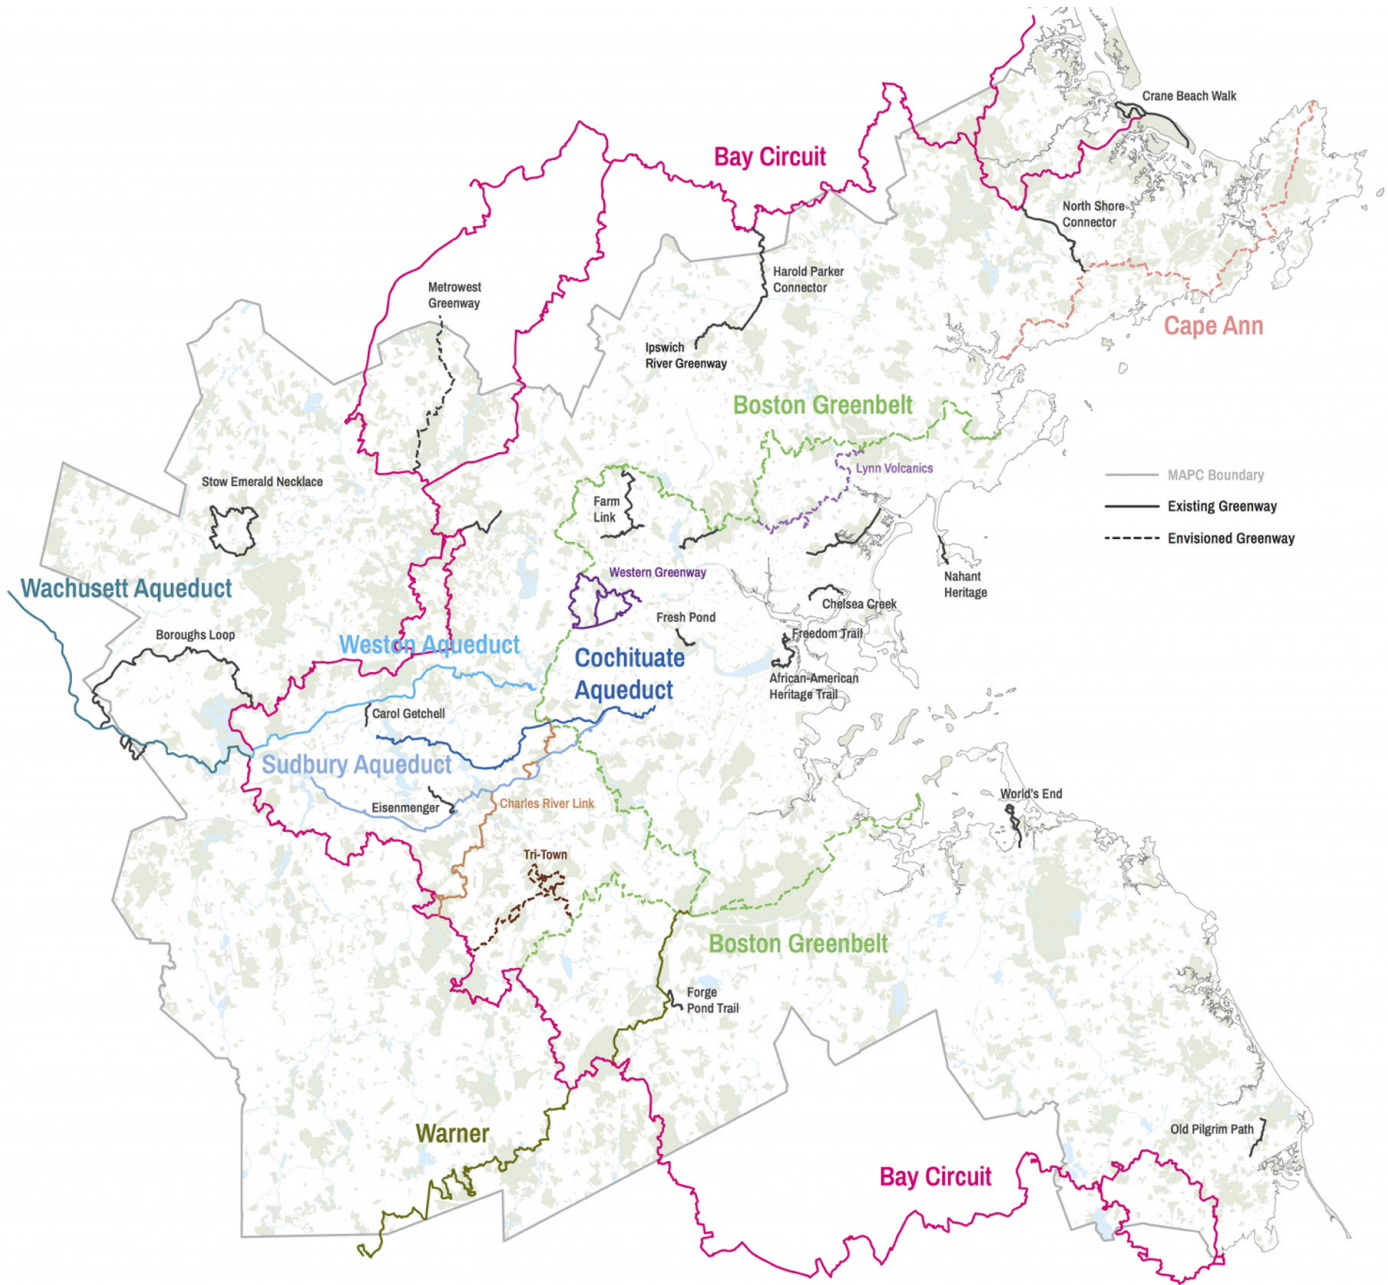 Crane Beach Walk
Bay Circuit
North Shore
Connector
Harold Parker
Connector
Metrowest
Greenway
Cape Ann
Ipswich
River Greenway
Boston Greenbelt
Lynn Volcanics
MAPC Boundary
Existing Greenway
Envisioned Greenway
Stow Emerald Necklace
Farm
Link
Wachusett Aqueduct
Western Greenway
Nahant
Heritage
Chelsea Creek
Fresh Pond
Boroughs Loop
Weston Aqueduct
Freedom Trail
Cochituate
Aqueduct
African-American
Heritage Trail
Carol Getchell
Sudbury Aqueduct
Eisenmenger
Charles River Link
World's End
Tri-Town
Boston Greenbelt
Forge
Pond Trail
Warner
Old Pilgrim Path
Bay Circuit